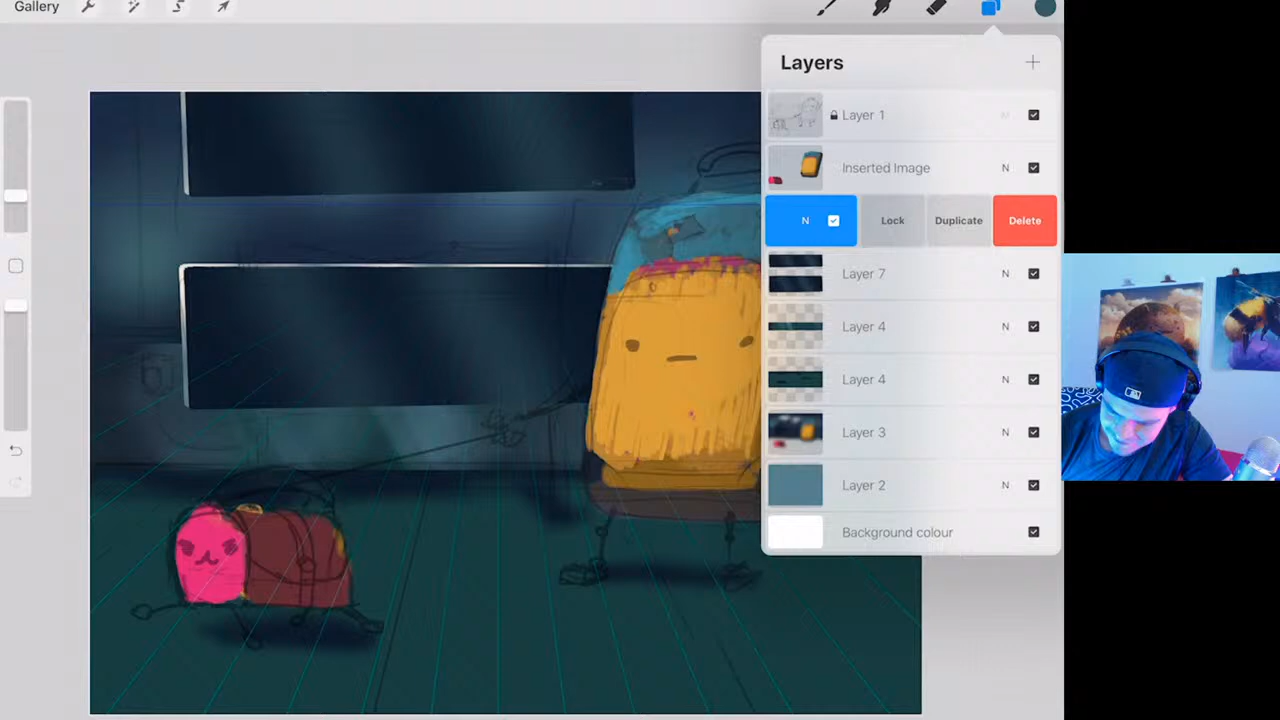 Gallery
Layers
Layer 1 M
Inserted Image N
N Lock Duplicate Delete
Layer 7 N
Layer 4 N
Layer 4 N
Layer 3 N
Layer 2 N
Background colour